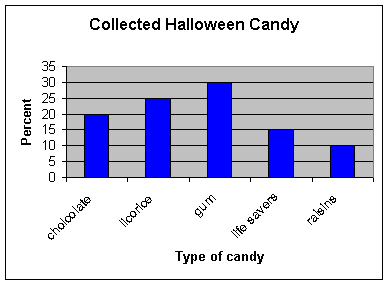 Collected Halloween Candy
Percent
35
30
25
20
15
10
5
0
cholcolate
licorice
gum
life savers
raisins
Type of candy